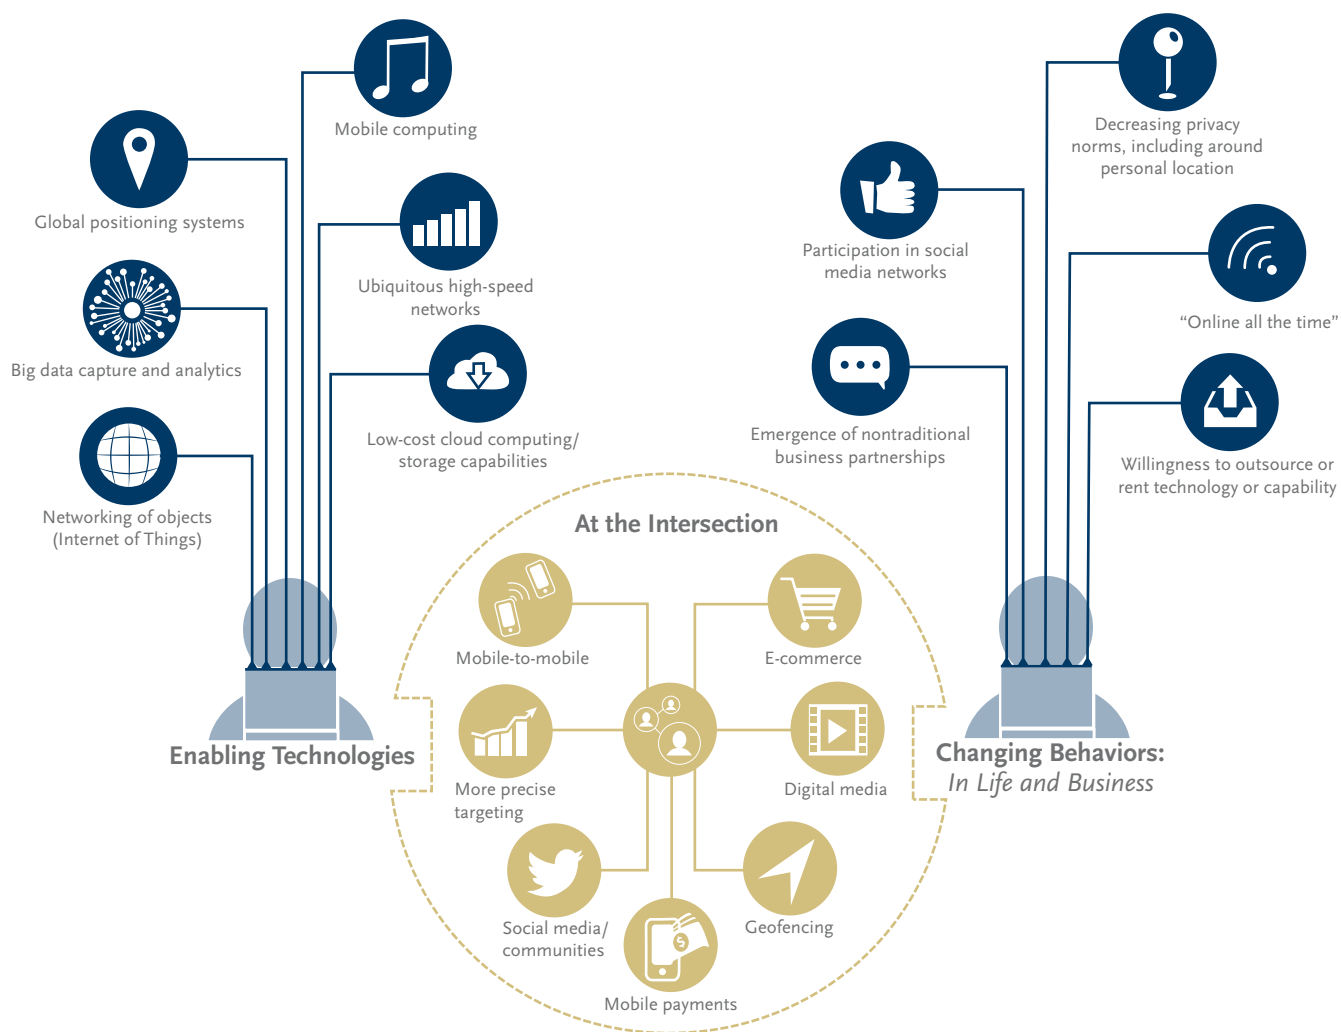 Mobile computing
Global positioning systems
Ubiquitous high-speed
networks
Big data capture and analytics
Low-cost cloud computing/
storage capabilities
Networking of objects
(Internet of Things)
Enabling Technologies
Decreasing privacy
norms, including around
personal location
Participation in social
media networks
“Online all the time”
Emergence of nontraditional
business partnerships
Willingness to outsource or
rent technology or capability
Changing Behaviors:
In Life and Business
At the Intersection
Mobile-to-mobile
E-commerce
More precise
targeting
Digital media
Social media/
communities
Geofencing
$
Mobile payments